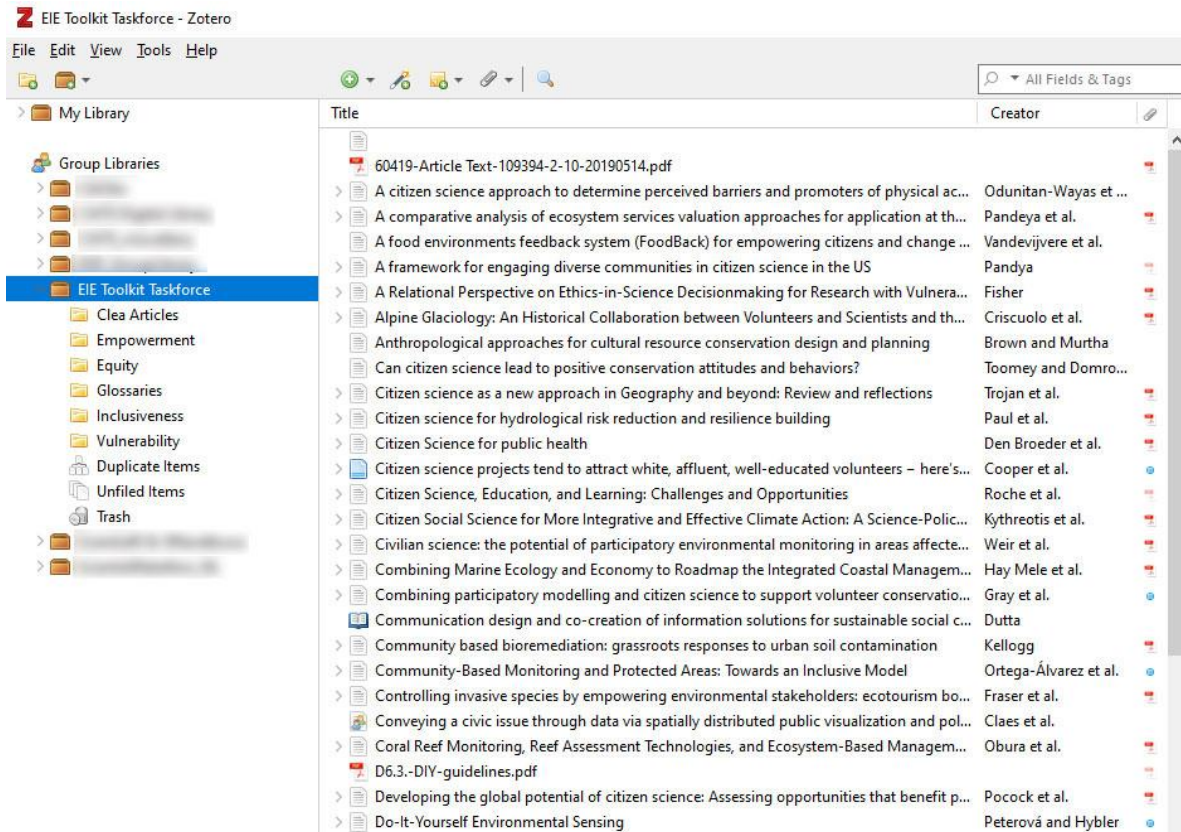 EIE Toolkit Taskforce - Zotero
File Edit View Tools Help
All Fields & Tags
My Library
Group Libraries
EIE Toolkit Taskforce
Clea Articles
Empowerment
Equity
Glossaries
Inclusiveness
Vulnerability
Duplicate Items
Unfiled Items
Trash
Title Creator
60419-Article Text-109394-2-10-20190514.pdf
A citizen science approach to determine perceived barriers and promoters of physical ac... Odunitan-Wayas et ...
A comparative analysis of ecosystem services valuation approaches for application at th... Pandeya et al.
A food environments feedback system (FoodBack) for empowering citizens and change ... Vandevijvere et al.
A framework for engaging diverse communities in citizen science in the US Pandya
A Relational Perspective on Ethics-in-Science Decisionmaking for Research with Vulnera... Fisher
Alpine Glaciology: An Historical Collaboration between Volunteers and Scientists and th... Criscuolo et al.
Anthropological approaches for cultural resource conservation design and planning Brown and Murtha
Can citizen science lead to positive conservation attitudes and behaviors? Toomey and Domro...
Citizen science as a new approach in Geography and beyond: Review and reflections Trojan et al.
Citizen science for hydrological risk reduction and resilience building Paul et al.
Citizen Science for public health Den Broeder et al.
Citizen science projects tend to attract white, affluent, well-educated volunteers – here's... Cooper et al.
Citizen Science, Education, and Learning: Challenges and Opportunities Roche et al.
Citizen Social Science for More Integrative and Effective Climate Action: A Science-Polic... Kythreotis et al.
Civilian science: the potential of participatory environmental monitoring in areas affecte... Weir et al.
Combining Marine Ecology and Economy to Roadmap the Integrated Coastal Managem... Hay Mele et al.
Combining participatory modelling and citizen science to support volunteer conservatio... Gray et al.
Communication design and co-creation of information solutions for sustainable social c... Dutta
Community based bioremediation: grassroots responses to urban soil contamination Kellogg
Community-Based Monitoring and Protected Areas: Towards an Inclusive Model Ortega-Álvarez et al.
Controlling invasive species by empowering environmental stakeholders: ecotourism bo... Fraser et al.
Conveying a civic issue through data via spatially distributed public visualization and pol... Claes et al.
Coral Reef Monitoring, Reef Assessment Technologies, and Ecosystem-Based Managem... Obura et al.
D6.3.-DIY-guidelines.pdf
Developing the global potential of citizen science: Assessing opportunities that benefit p... Pocock et al.
Do-It-Yourself Environmental Sensing Peterová and Hybler